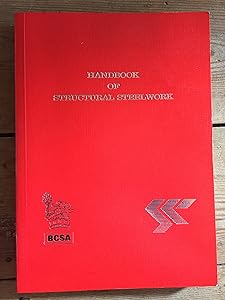 HANDBOOK
OF
STRUCTURAL STEELWORK
BCSA